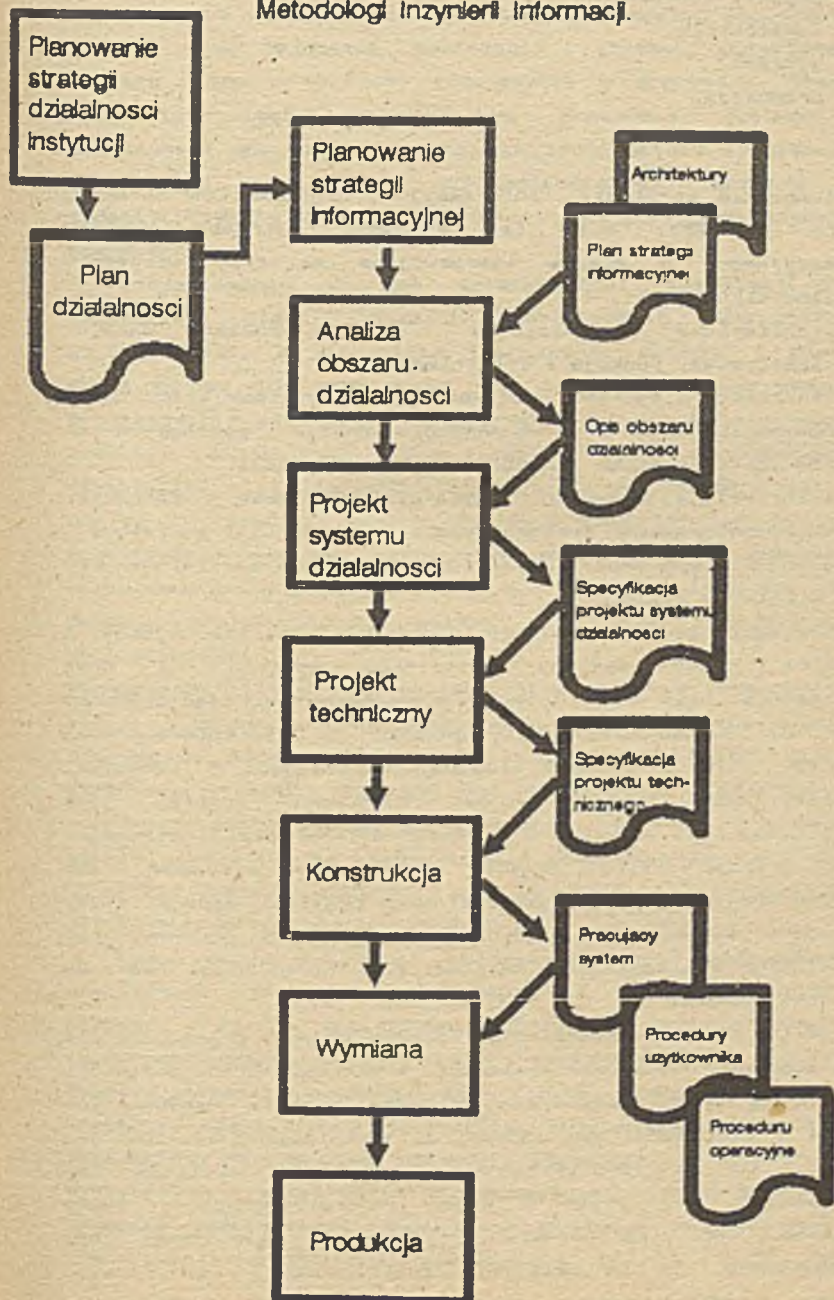 Metodologi Inzynierii Informacji.
Planowanie
strategii
dzialalnosci
Instytucji
Plan
dzialalnosci
Planowanie
strategii
informacyjnej
Architektury
Plan strategii
informacyjnej
Analiza
obszaru
dzialalnosci
Opis obszaru
dzialalnosci
Projekt
systemu
dzialalnosci
Specyfikacja
projektu systemu
dzialalnosci
Projekt
techniczny
Specyfikacja
projektu tech-
nicznego
Konstrukcja
Pracujacy
system
Wymiana
Procedury
uzytkownika
Proceduru
operacyjne
Produkcja